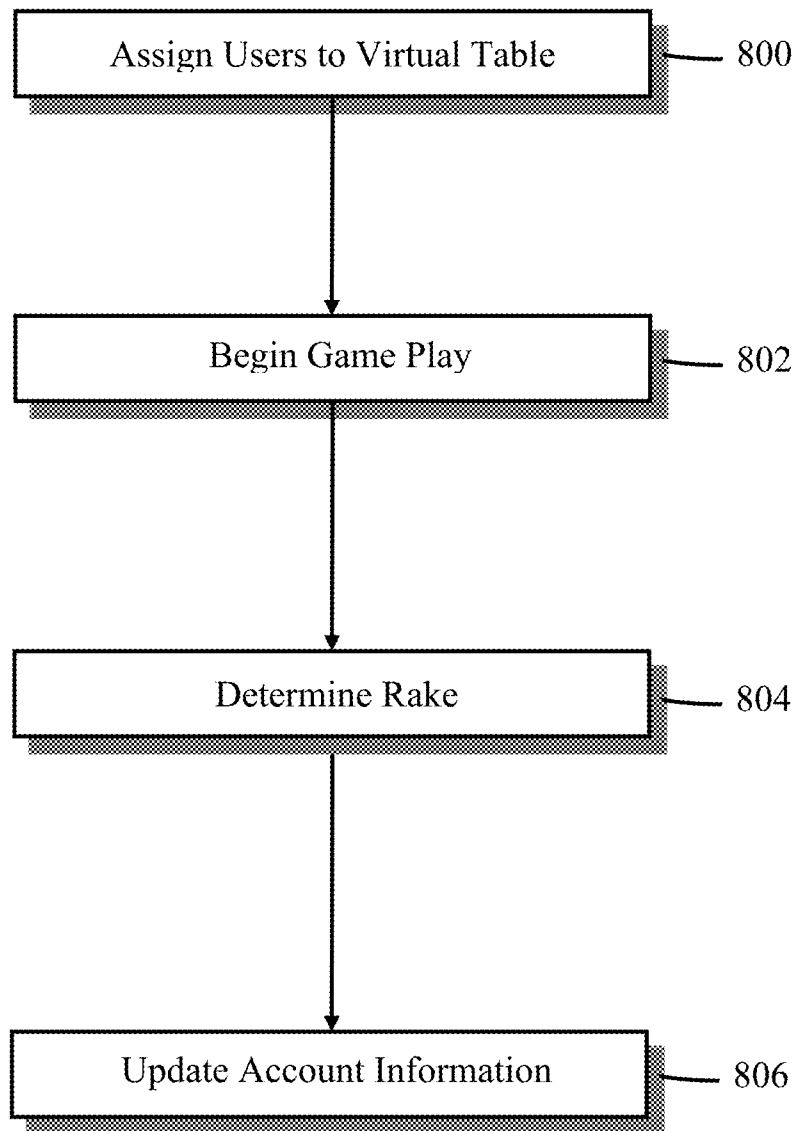 Assign Users to Virtual Table
800
Begin Game Play
802
Determine Rake
804
Update Account Information
806